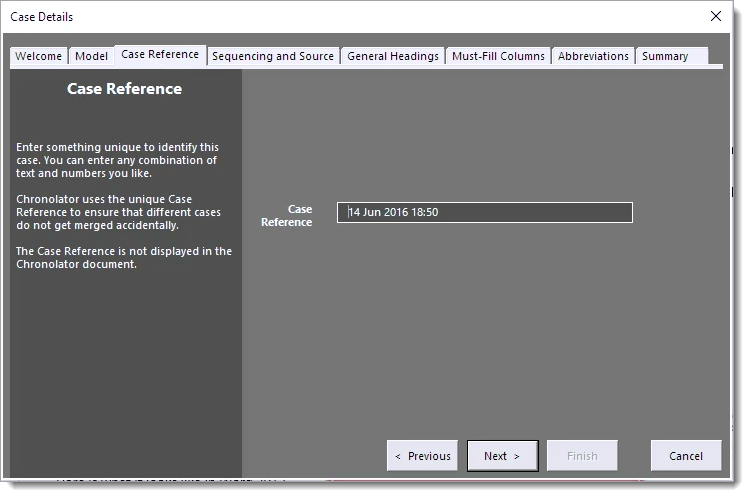 Case Details
Welcome
Model
Case Reference
Sequencing and Source
General Headings
Must-Fill Columns
Abbreviations
Summary
Case Reference
Enter something unique to identify this
case. You can enter any combination of
text and numbers you like.
Chronolator uses the unique Case
Reference to ensure that different cases
do not get merged accidentally.
The Case Reference is not displayed in the
Chronolator document.
Case
Reference
14 Jun 2016 18:50
< Previous
Next >
Finish
Cancel